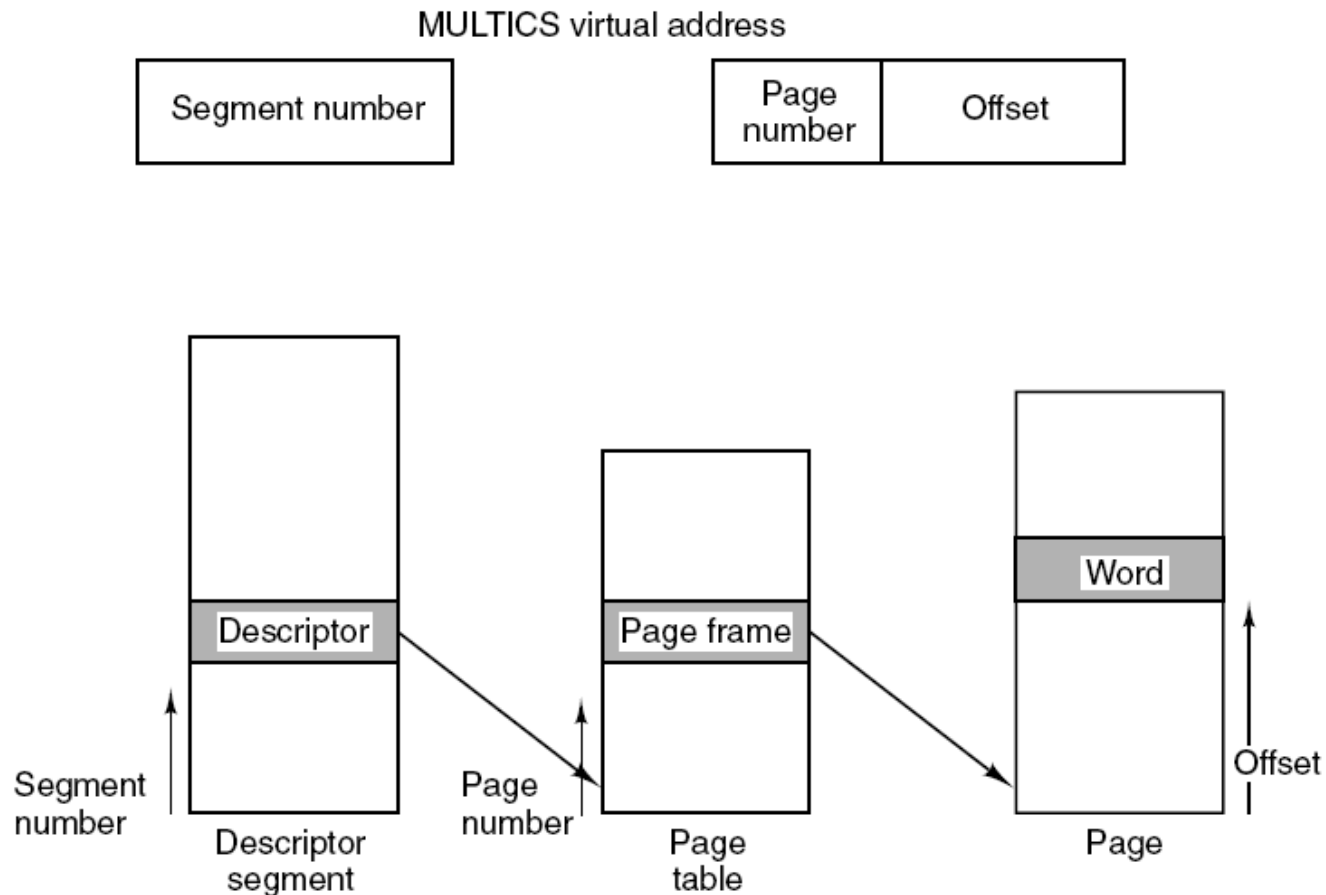 MULTICS virtual address
Segment number
Page
number
Offset
Descriptor
Page frame
Word
Segment
number
Page
number
Offset
Descriptor
segment
Page
table
Page